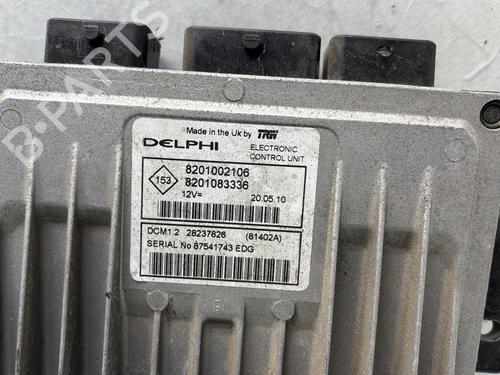 Made in the Uk by TRW
DELPHI
ELECTRONIC
CONTROL UNIT
153
8201002106
8201083336
12V=
20.05.10
DCM1.2 28237826 (81402A)
SERIAL No 87541743 EDG
B-PARTS